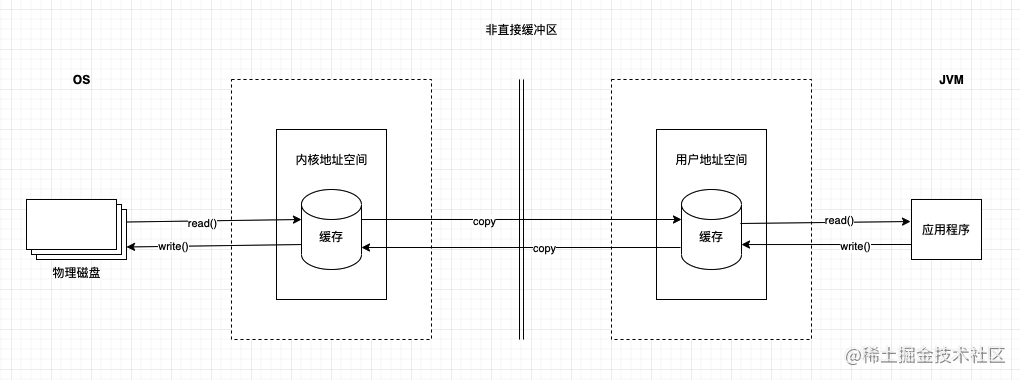 非直接缓冲区
OS
JVM
内核地址空间
用户地址空间
read()
copy
read()
缓存
缓存
应用程序
write()
copy
write()
物理磁盘
@稀土掘金技术社区